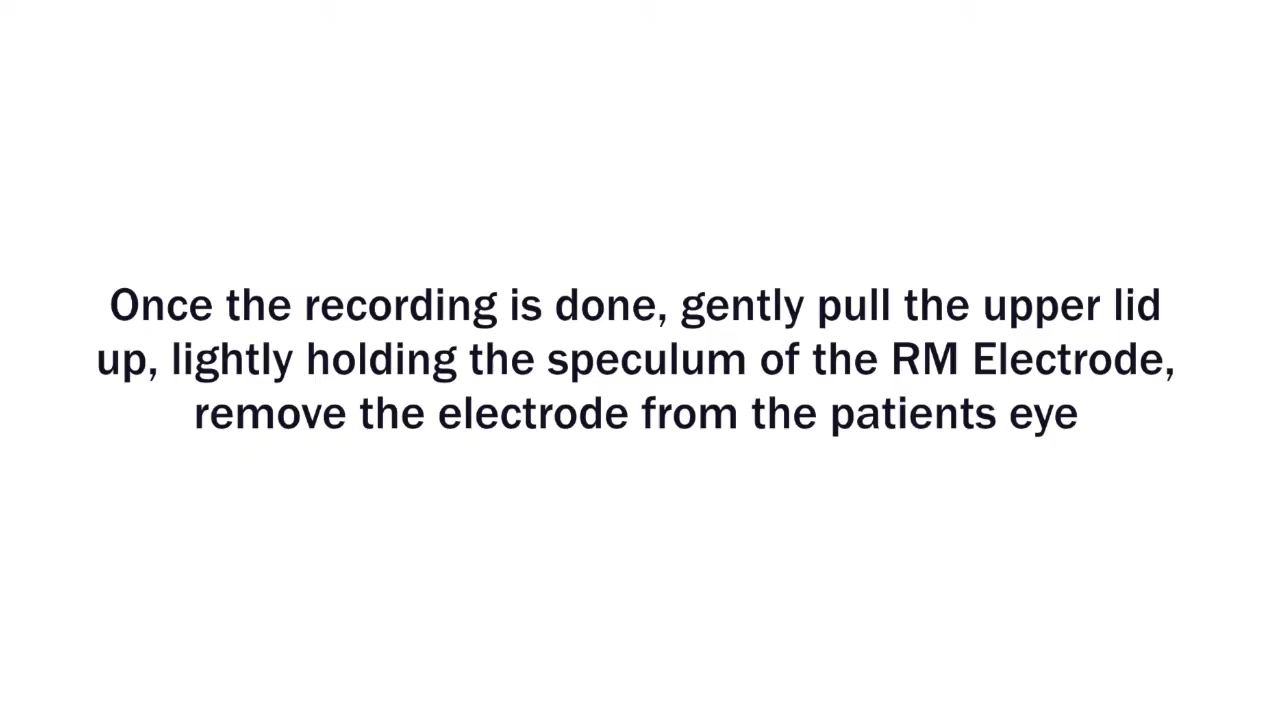 Once the recording is done, gently pull the upper lid
up, lightly holding the speculum of the RM Electrode,
remove the electrode from the patients eye